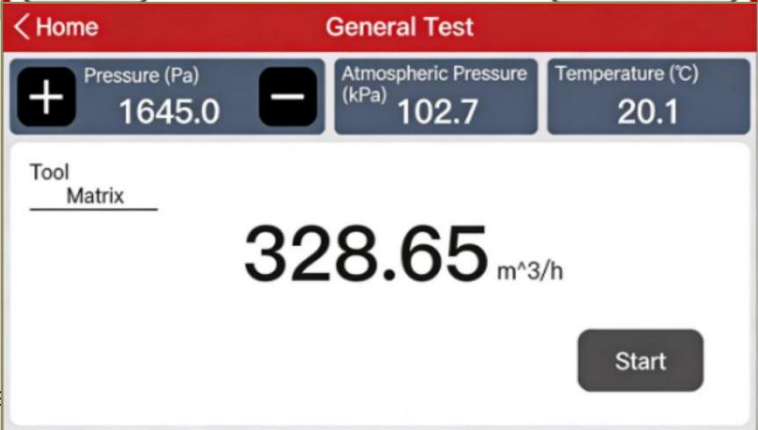 < Home
General Test
+
Pressure (Pa)
1645.0
−
Atmospheric Pressure
(kPa) 102.7
Temperature (℃)
20.1
Tool
Matrix
328.65 m^3/h
Start